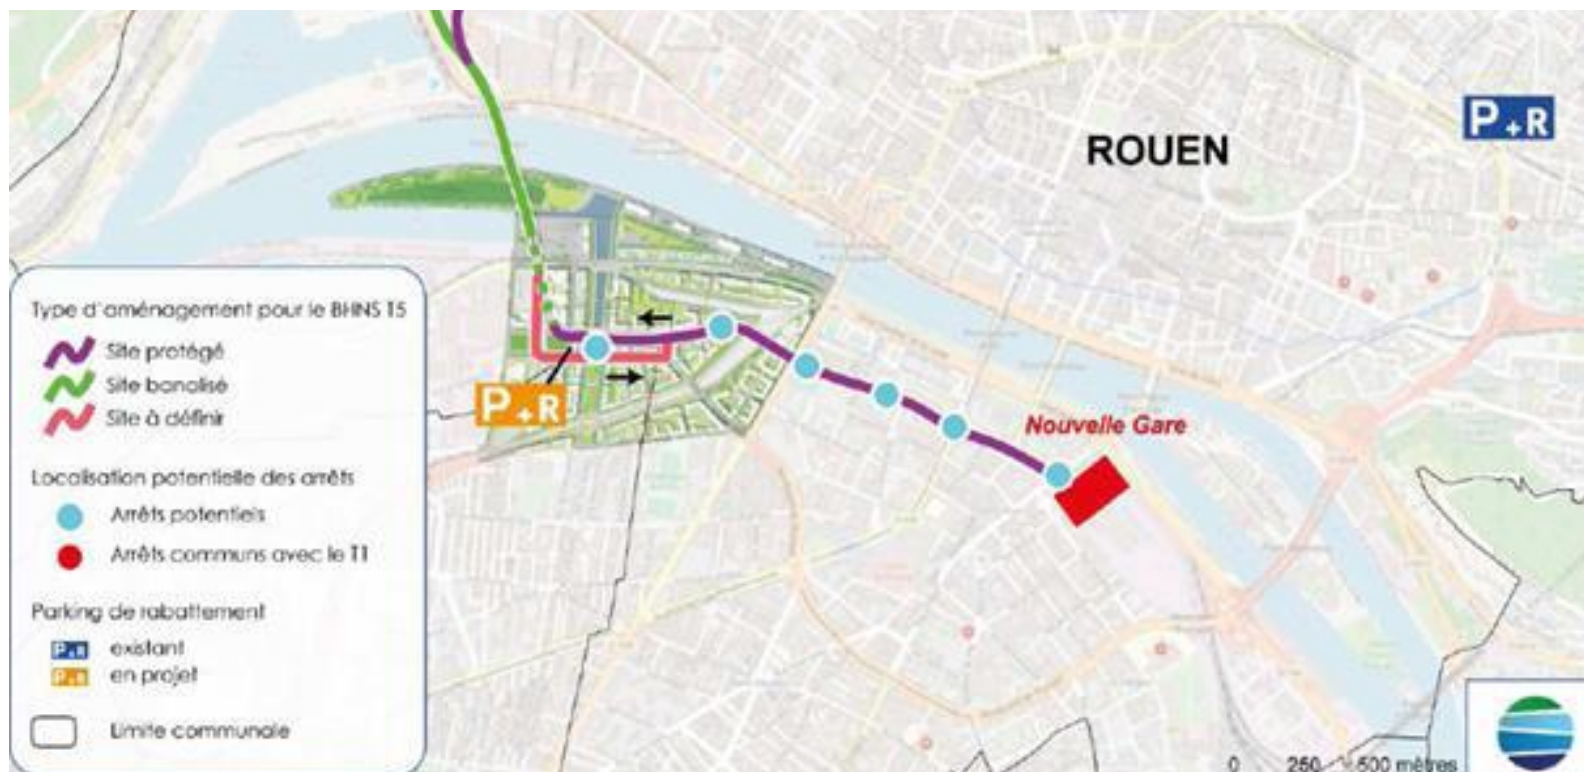 ROUEN
P+R
Nouvelle Gare
P+R
Type d'aménagement pour le BHNS T5
Site protégé
Site banalisé
Site à définir
Localisation potentielle des arrêts
Arrêts potentiels
Arrêts communs avec le T1
Parking de rabattement
P+R existant
P+R en projet
Limite communale
0 250 500 mètres